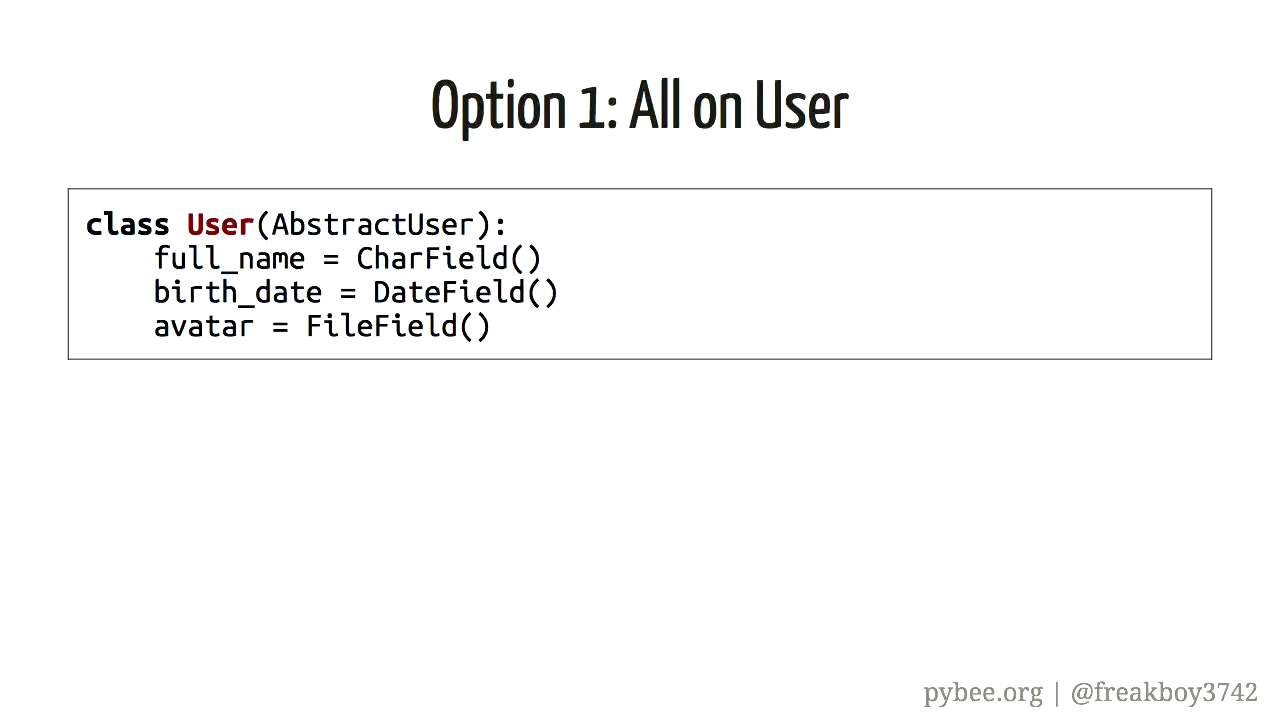 Option 1: All on User
class User(AbstractUser):
    full_name = CharField()
    birth_date = DateField()
    avatar = FileField()
pybee.org | @freakboy3742